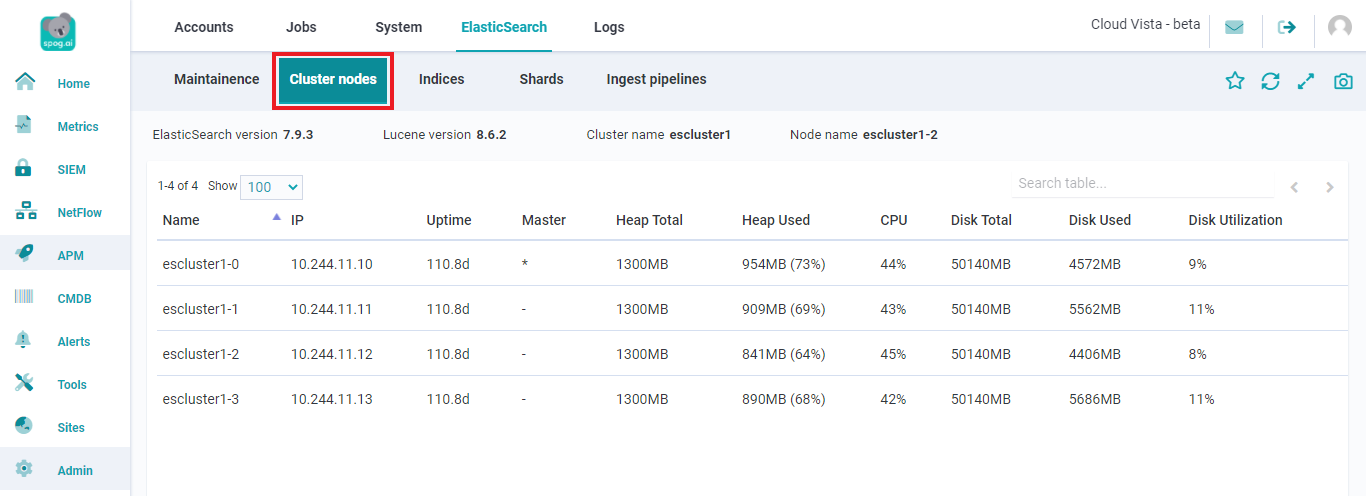 spog.ai
Accounts Jobs System ElasticSearch Logs Cloud Vista - beta
Home
Metrics
SIEM
NetFlow
APM
CMDB
Alerts
Tools
Sites
Admin
Maintainence Cluster nodes Indices Shards Ingest pipelines
ElasticSearch version 7.9.3 Lucene version 8.6.2 Cluster name escluster1 Node name escluster1-2
1-4 of 4 Show 100 Search table...
Name IP Uptime Master Heap Total Heap Used CPU Disk Total Disk Used Disk Utilization
escluster1-0 10.244.11.10 110.8d * 1300MB 954MB (73%) 44% 50140MB 4572MB 9%
escluster1-1 10.244.11.11 110.8d - 1300MB 909MB (69%) 43% 50140MB 5562MB 11%
escluster1-2 10.244.11.12 110.8d - 1300MB 841MB (64%) 45% 50140MB 4406MB 8%
escluster1-3 10.244.11.13 110.8d - 1300MB 890MB (68%) 42% 50140MB 5686MB 11%